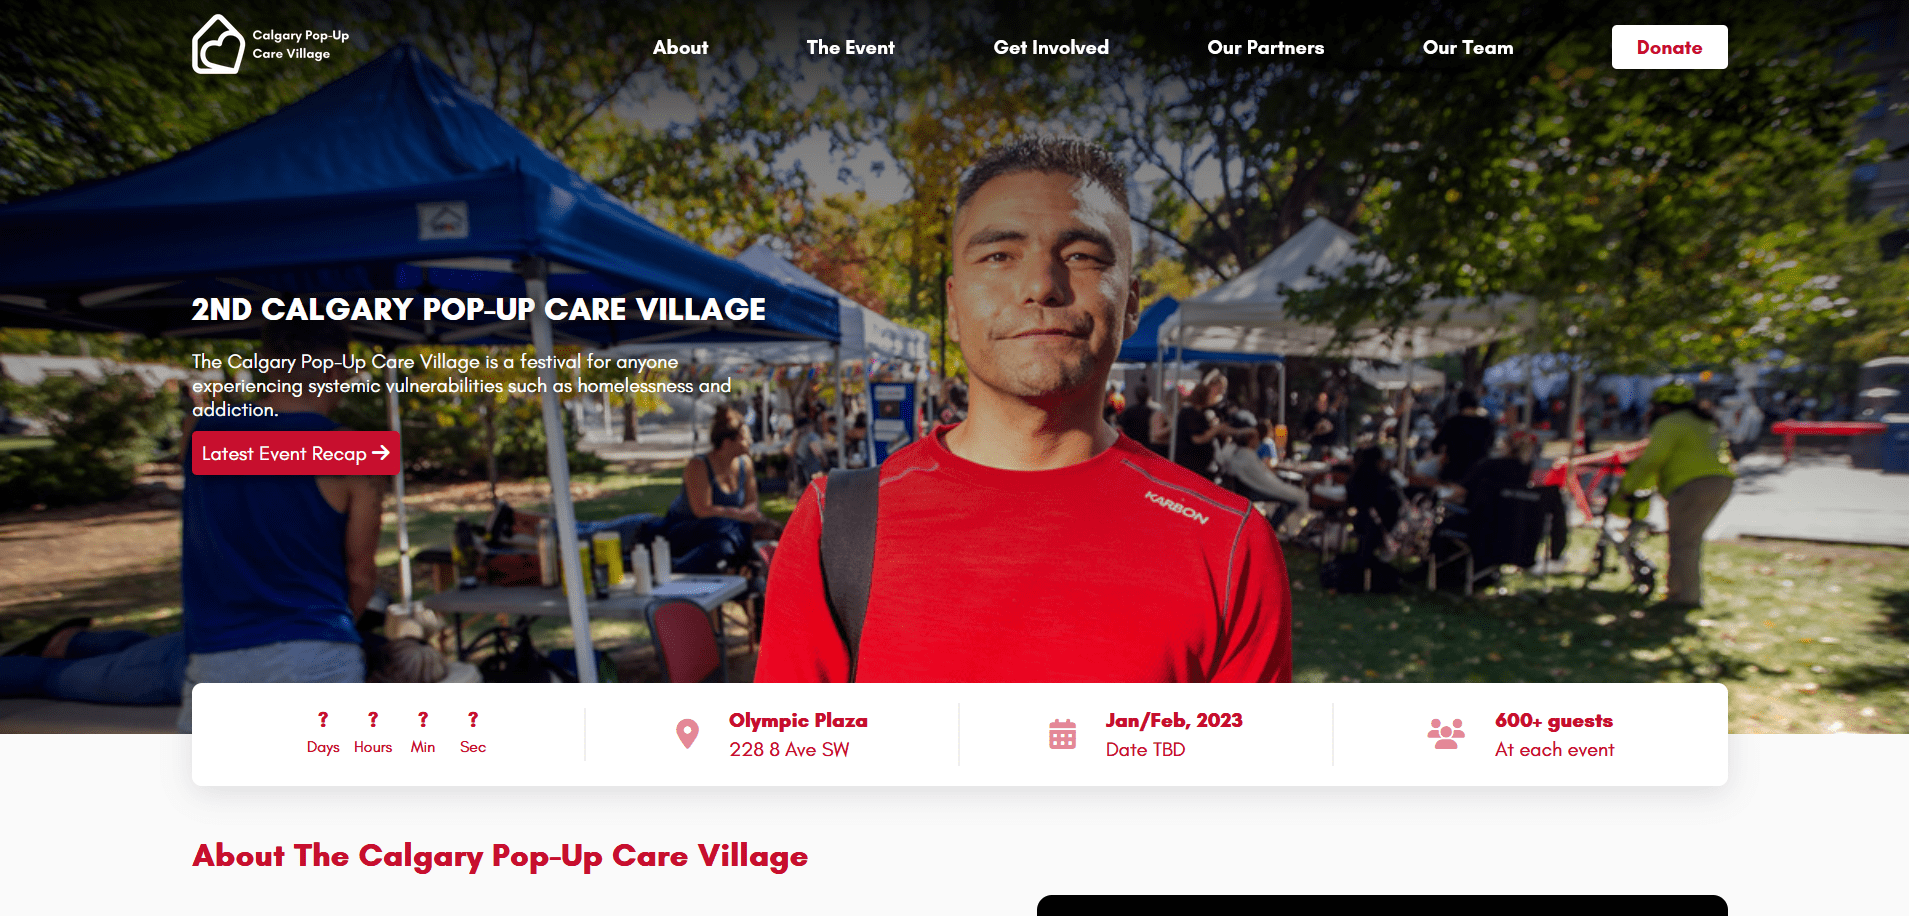 Calgary Pop-Up
Care Village
About
The Event
Get Involved
Our Partners
Our Team
Donate
2ND CALGARY POP-UP CARE VILLAGE
The Calgary Pop-Up Care Village is a festival for anyone
experiencing systemic vulnerabilities such as homelessness and
addiction.
Latest Event Recap
KARBON
? ? ? ?
Days Hours Min Sec
Olympic Plaza
228 8 Ave SW
Jan/Feb, 2023
Date TBD
600+ guests
At each event
About The Calgary Pop-Up Care Village